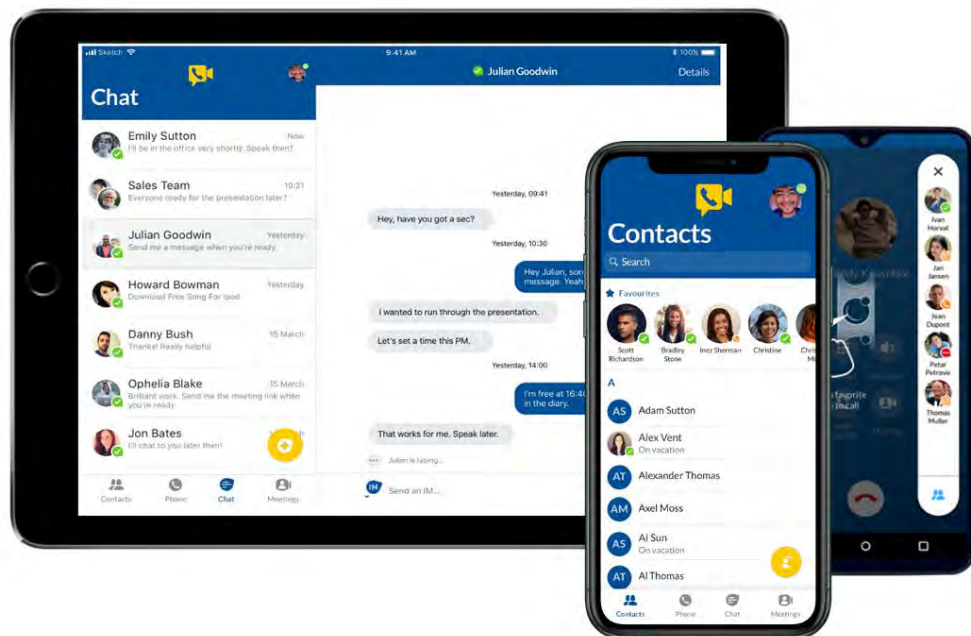 Sketch
9:41 AM
100%
Chat
Julian Goodwin
Details
Emily Sutton
Now
I'll be in the office very shortly. Speak then?
Sales Team
10:21
Everyone ready for the presentation later?
Julian Goodwin
Yesterday
Send me a message when you're ready.
Howard Bowman
Yesterday
Download Free Song For Ipod
Danny Bush
15 March
Thanks! Really helpful
Ophelia Blake
15 March
Brilliant work. Send me the meeting link when
you're ready
Jon Bates
I'll chat to you later then!
Contacts
Phone
Chat
Meetings
Yesterday, 09:41
Hey, have you got a sec?
Yesterday, 10:30
Hey Julian,
message. Yeah
I wanted to run through the presentation.
Let's set a time this PM.
Yesterday, 14:00
I'm free at
in the diary.
That works for me. Speak later.
Julian is typing...
IM
Send an IM...
Contacts
Search
Favourites
Scott
Richardson
Bradley
Stone
Inez Sherman
Christine
A
AS
Adam Sutton
Alex Vent
On vacation
AT
Alexander Thomas
AM
Axel Moss
AS
Al Sun
On vacation
AT
Al Thomas
Contacts
Phone
Chat
Meetings
Ivan
Horvat
Jan
Jansen
Jean
Dupont
Petar
Petrovic
Thomas
Muller
favorite
to call